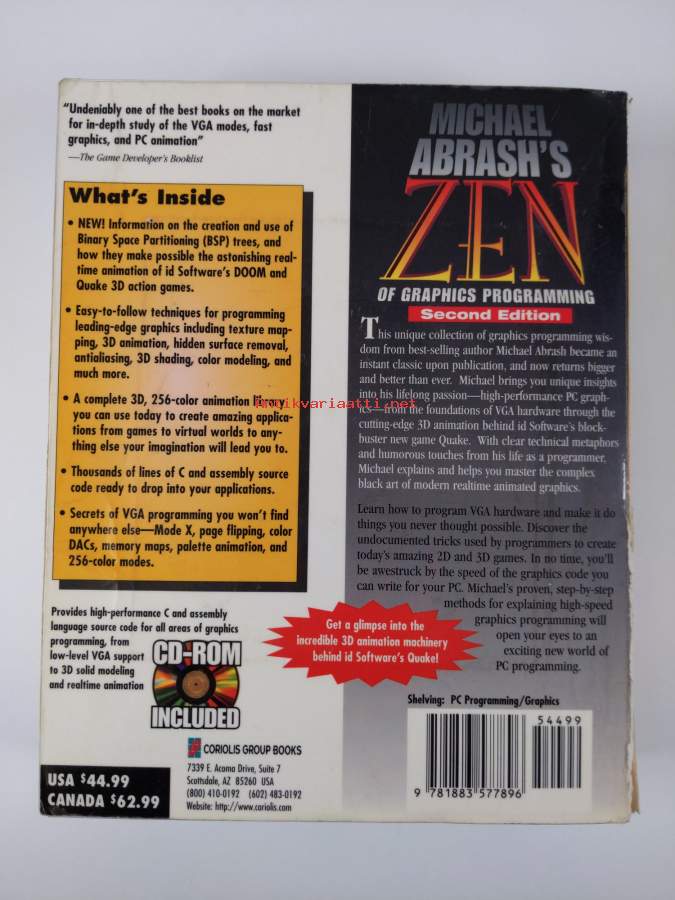 "Undeniably one of the best books on the market
for in-depth study of the VGA modes, fast
graphics, and PC animation"
—The Game Developer's Booklist
What's Inside
• NEW! Information on the creation and use of
Binary Space Partitioning (BSP) trees, and
how they make possible the astonishing real-
time animation of id Software's DOOM and
Quake 3D action games.
• Easy-to-follow techniques for programming
leading-edge graphics including texture map-
ping, 3D animation, hidden surface removal,
antialiasing, 3D shading, color modeling, and
much more.
• A complete 3D, 256-color animation library
you can use today to create amazing applica-
tions from games to virtual worlds to any-
thing else your imagination will lead you to.
• Thousands of lines of C and assembly source
code ready to drop into your applications.
• Secrets of VGA programming you won't find
anywhere else—Mode X, page flipping, color
DACs, memory maps, palette animation, and
256-color modes.
Provides high-performance C and assembly
language source code for all areas of graphics
programming, from
low-level VGA support
to 3D solid modeling
and realtime animation
CD-ROM
INCLUDED
USA $44.99
CANADA $62.99
CORIOLIS GROUP BOOKS
7339 E. Acoma Drive, Suite 7
Scottsdale, AZ 85260 USA
(800) 410-0192 (602) 483-0192
Website: http://www.coriolis.com
MICHAEL
ABRASH'S
ZEN
OF GRAPHICS PROGRAMMING
Second Edition
This unique collection of graphics programming wis-
dom from best-selling author Michael Abrash became an
instant classic upon publication, and now returns bigger
and better than ever. Michael brings you unique insights
into his lifelong passion—high-performance PC graph-
ics—from the foundations of VGA hardware through the
cutting-edge 3D animation behind id Software's block-
buster new game Quake. With clear technical metaphors
and humorous touches from his life as a programmer,
Michael explains and helps you master the complex
black art of modern realtime animated graphics.
Learn how to program VGA hardware and make it do
things you never thought possible. Discover the
undocumented tricks used by programmers to create
today's amazing 2D and 3D games. In no time, you'll
be awestruck by the speed of the graphics code you
can write for your PC. Michael's proven, step-by-step
methods for explaining high-speed
graphics programming will
open your eyes to an
exciting new world of
PC programming.
Get a glimpse into the
incredible 3D animation machinery
behind id Software's Quake!
Shelving: PC Programming/Graphics
54499
9 781883 577896
antikvariaatti.net